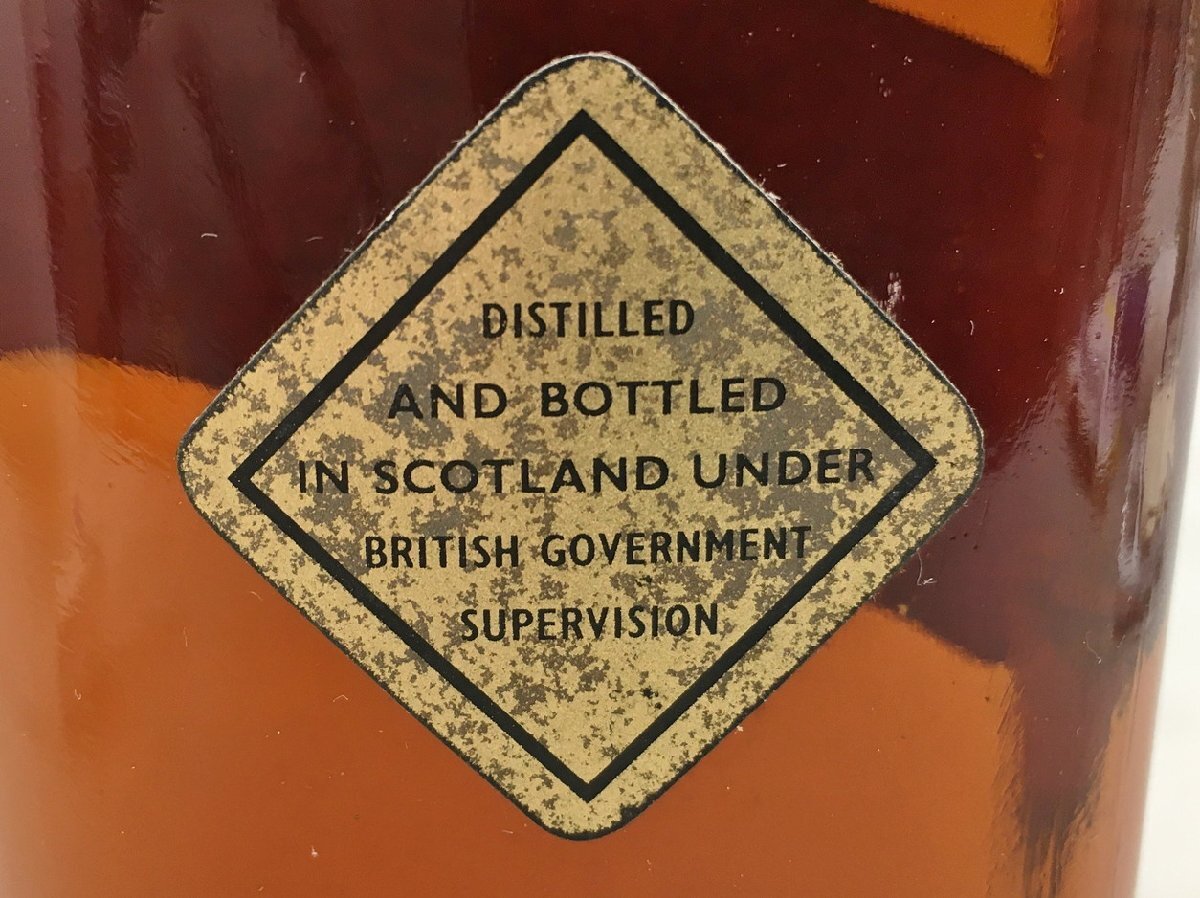 DISTILLED
AND BOTTLED
IN SCOTLAND UNDER
BRITISH GOVERNMENT
SUPERVISION